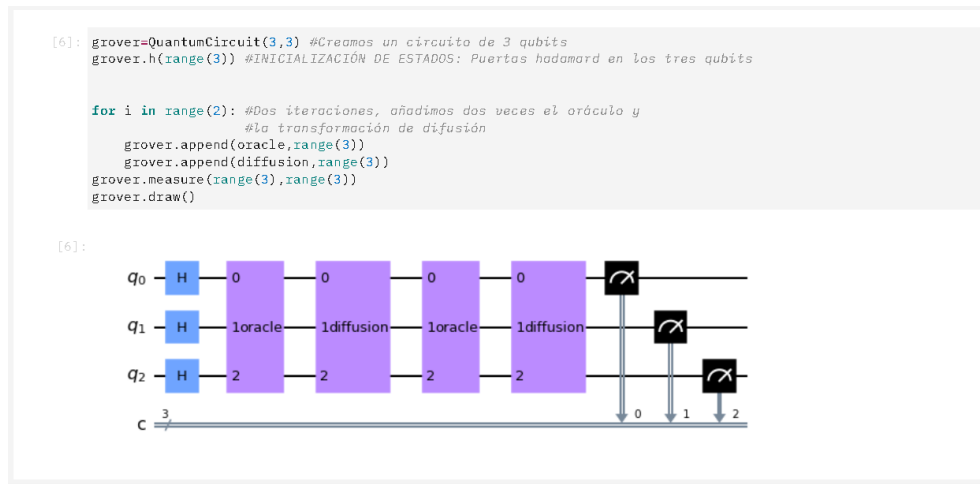 [6]: grover=QuantumCircuit(3,3) #Creamos un circuito de 3 qubits
grover.h(range(3)) #INICIALIZACIÓN DE ESTADOS: Puertas hadamard en los tres qubits
for i in range(2): #Dos iteraciones, añadimos dos veces el oráculo y
#la transformación de difusión
grover.append(oracle,range(3))
grover.append(diffusion,range(3))
grover.measure(range(3),range(3))
grover.draw()
[6]:
q0 H 0 0 0 0
q1 H 1oracle 1diffusion 1oracle 1diffusion
q2 H 2 2 2 2
c 3 0 1 2